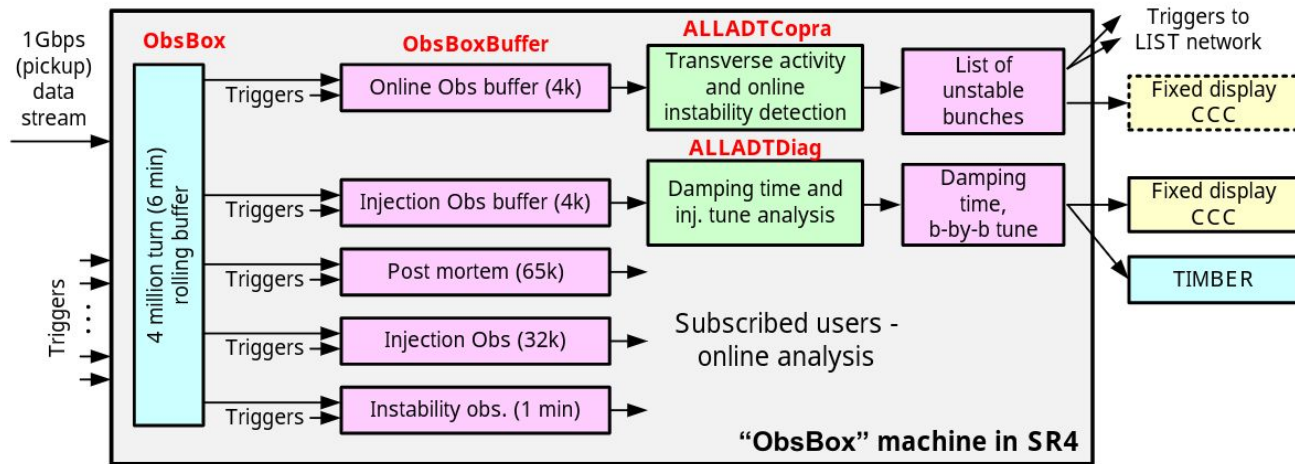 1Gbps
(pickup)
data
stream
Triggers
...
ObsBox
4 million turn (6 min)
rolling buffer
ObsBoxBuffer
Triggers
Online Obs buffer (4k)
Triggers
Injection Obs buffer (4k)
Triggers
Post mortem (65k)
Triggers
Injection Obs (32k)
Triggers
Instability obs. (1 min)
ALLADTCopra
Transverse activity
and online
instability detection
ALLADTDiag
Damping time and
inj. tune analysis
List of
unstable
bunches
Damping
time,
b-by-b tune
Subscribed users -
online analysis
“ObsBox” machine in SR4
Triggers to
LIST network
Fixed display
CCC
Fixed display
CCC
TIMBER